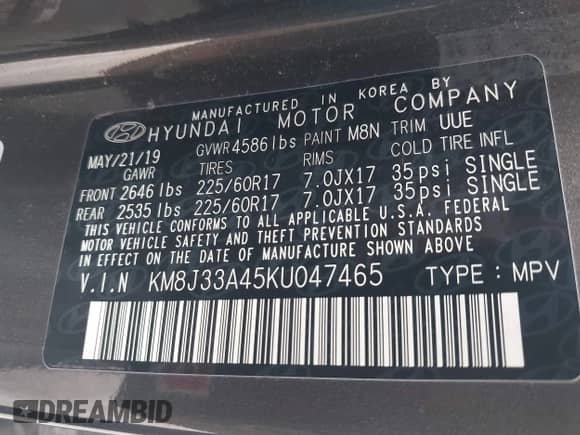 MANUFACTURED IN KOREA BY
HYUNDAI MOTOR COMPANY
MAY/21/19 GVWR 4586 lbs PAINT M8N TRIM UUE
GAWR TIRES RIMS COLD TIRE INFL
FRONT 2646 lbs 225/60R17 7.0JX17 35 psi SINGLE
REAR 2535 lbs 225/60R17 7.0JX17 35 psi SINGLE
THIS VEHICLE CONFORMS TO ALL APPLICABLE U.S.A. FEDERAL
MOTOR VEHICLE SAFETY AND THEFT PREVENTION STANDARDS
IN EFFECT ON THE DATE OF MANUFACTURE SHOWN ABOVE.
V.I.N KM8J33A45KU047465 TYPE : MPV
DREAMBID